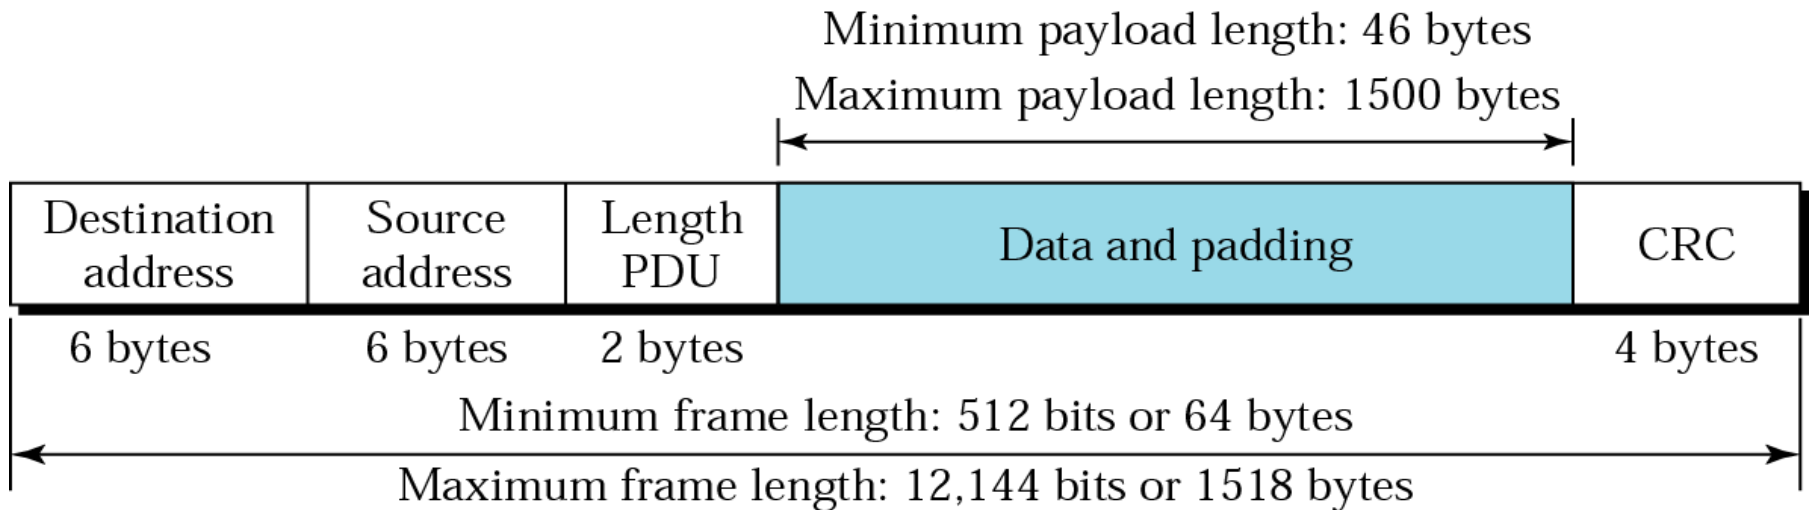 Minimum payload length: 46 bytes
Maximum payload length: 1500 bytes
Destination address
Source address
Length PDU
Data and padding
CRC
6 bytes
6 bytes
2 bytes
4 bytes
Minimum frame length: 512 bits or 64 bytes
Maximum frame length: 12,144 bits or 1518 bytes